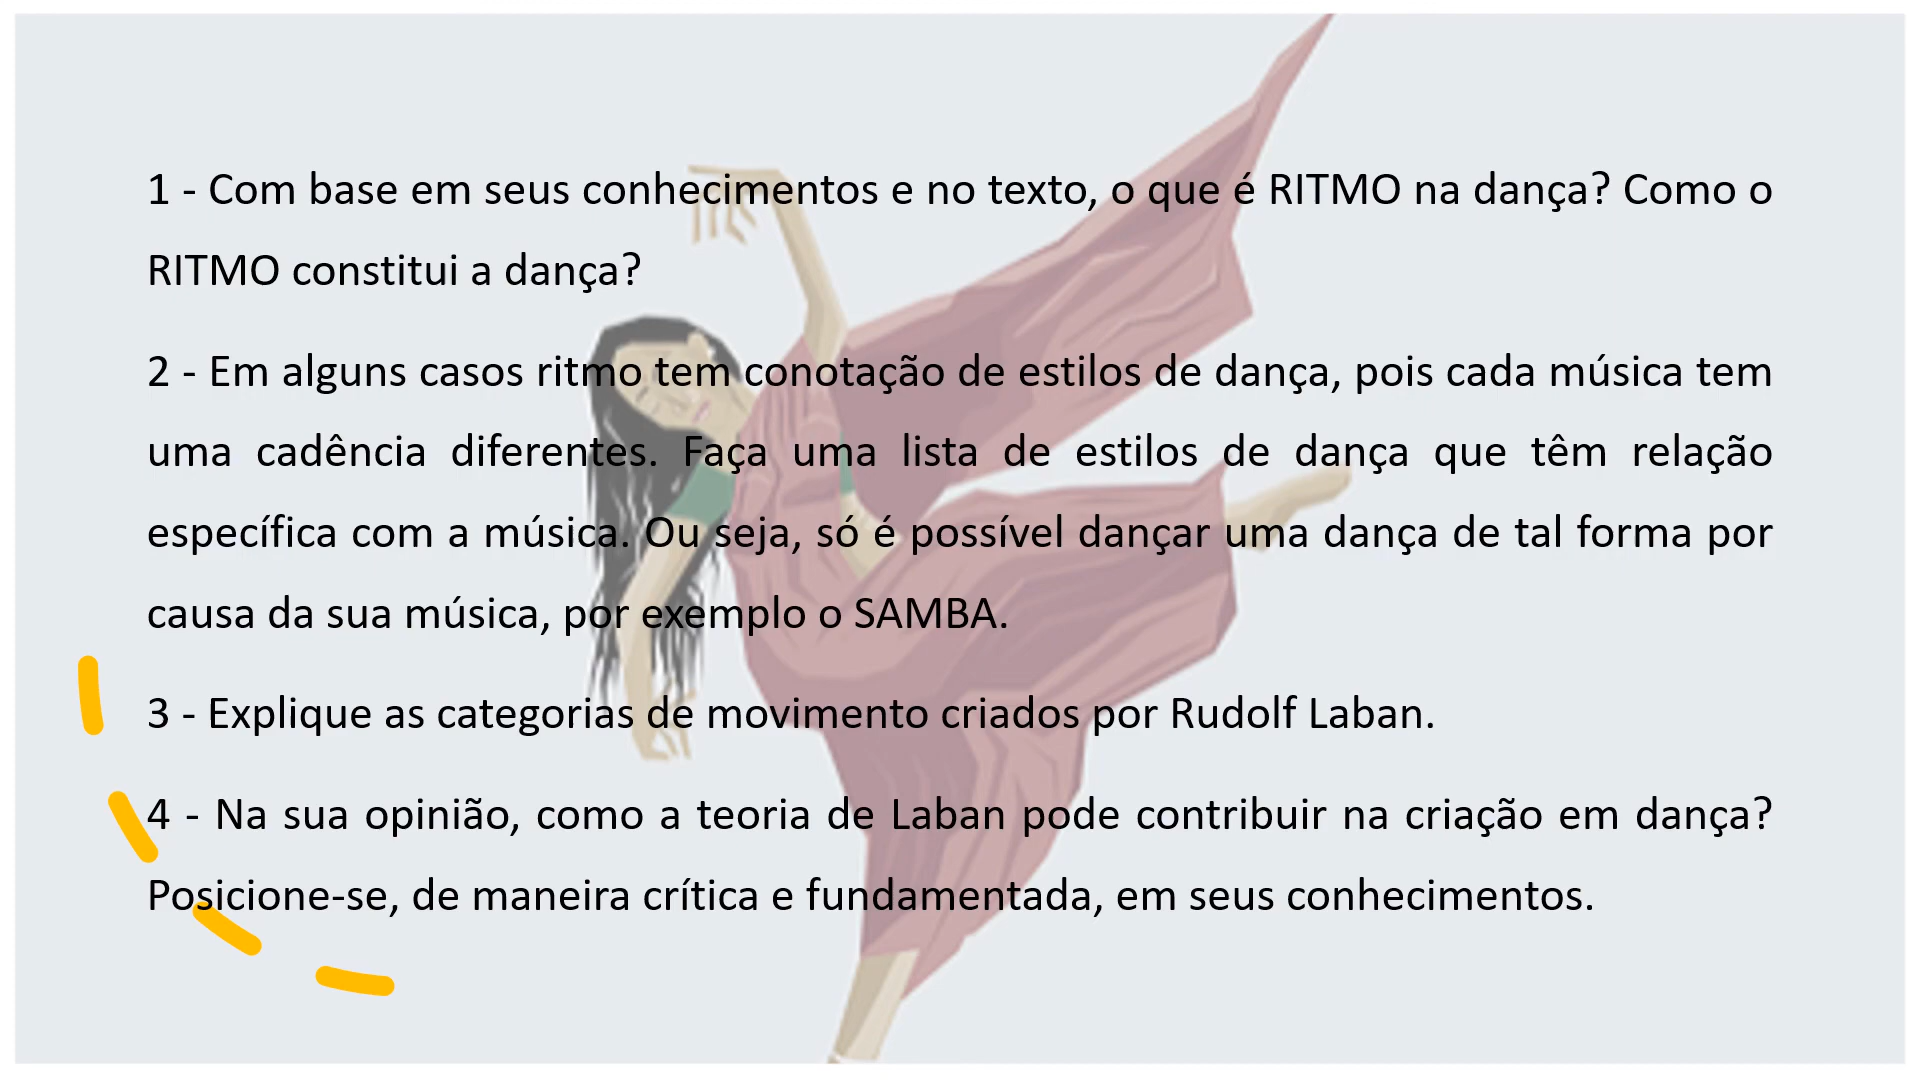 1 - Com base em seus conhecimentos e no texto, o que é RITMO na dança? Como o
RITMO constitui a dança?
2 - Em alguns casos ritmo tem conotação de estilos de dança, pois cada música tem
uma cadência diferentes. Faça uma lista de estilos de dança que têm relação
específica com a música. Ou seja, só é possível dançar uma dança de tal forma por
causa da sua música, por exemplo o SAMBA.
3 - Explique as categorias de movimento criados por Rudolf Laban.
4 - Na sua opinião, como a teoria de Laban pode contribuir na criação em dança?
Posicione-se, de maneira crítica e fundamentada, em seus conhecimentos.